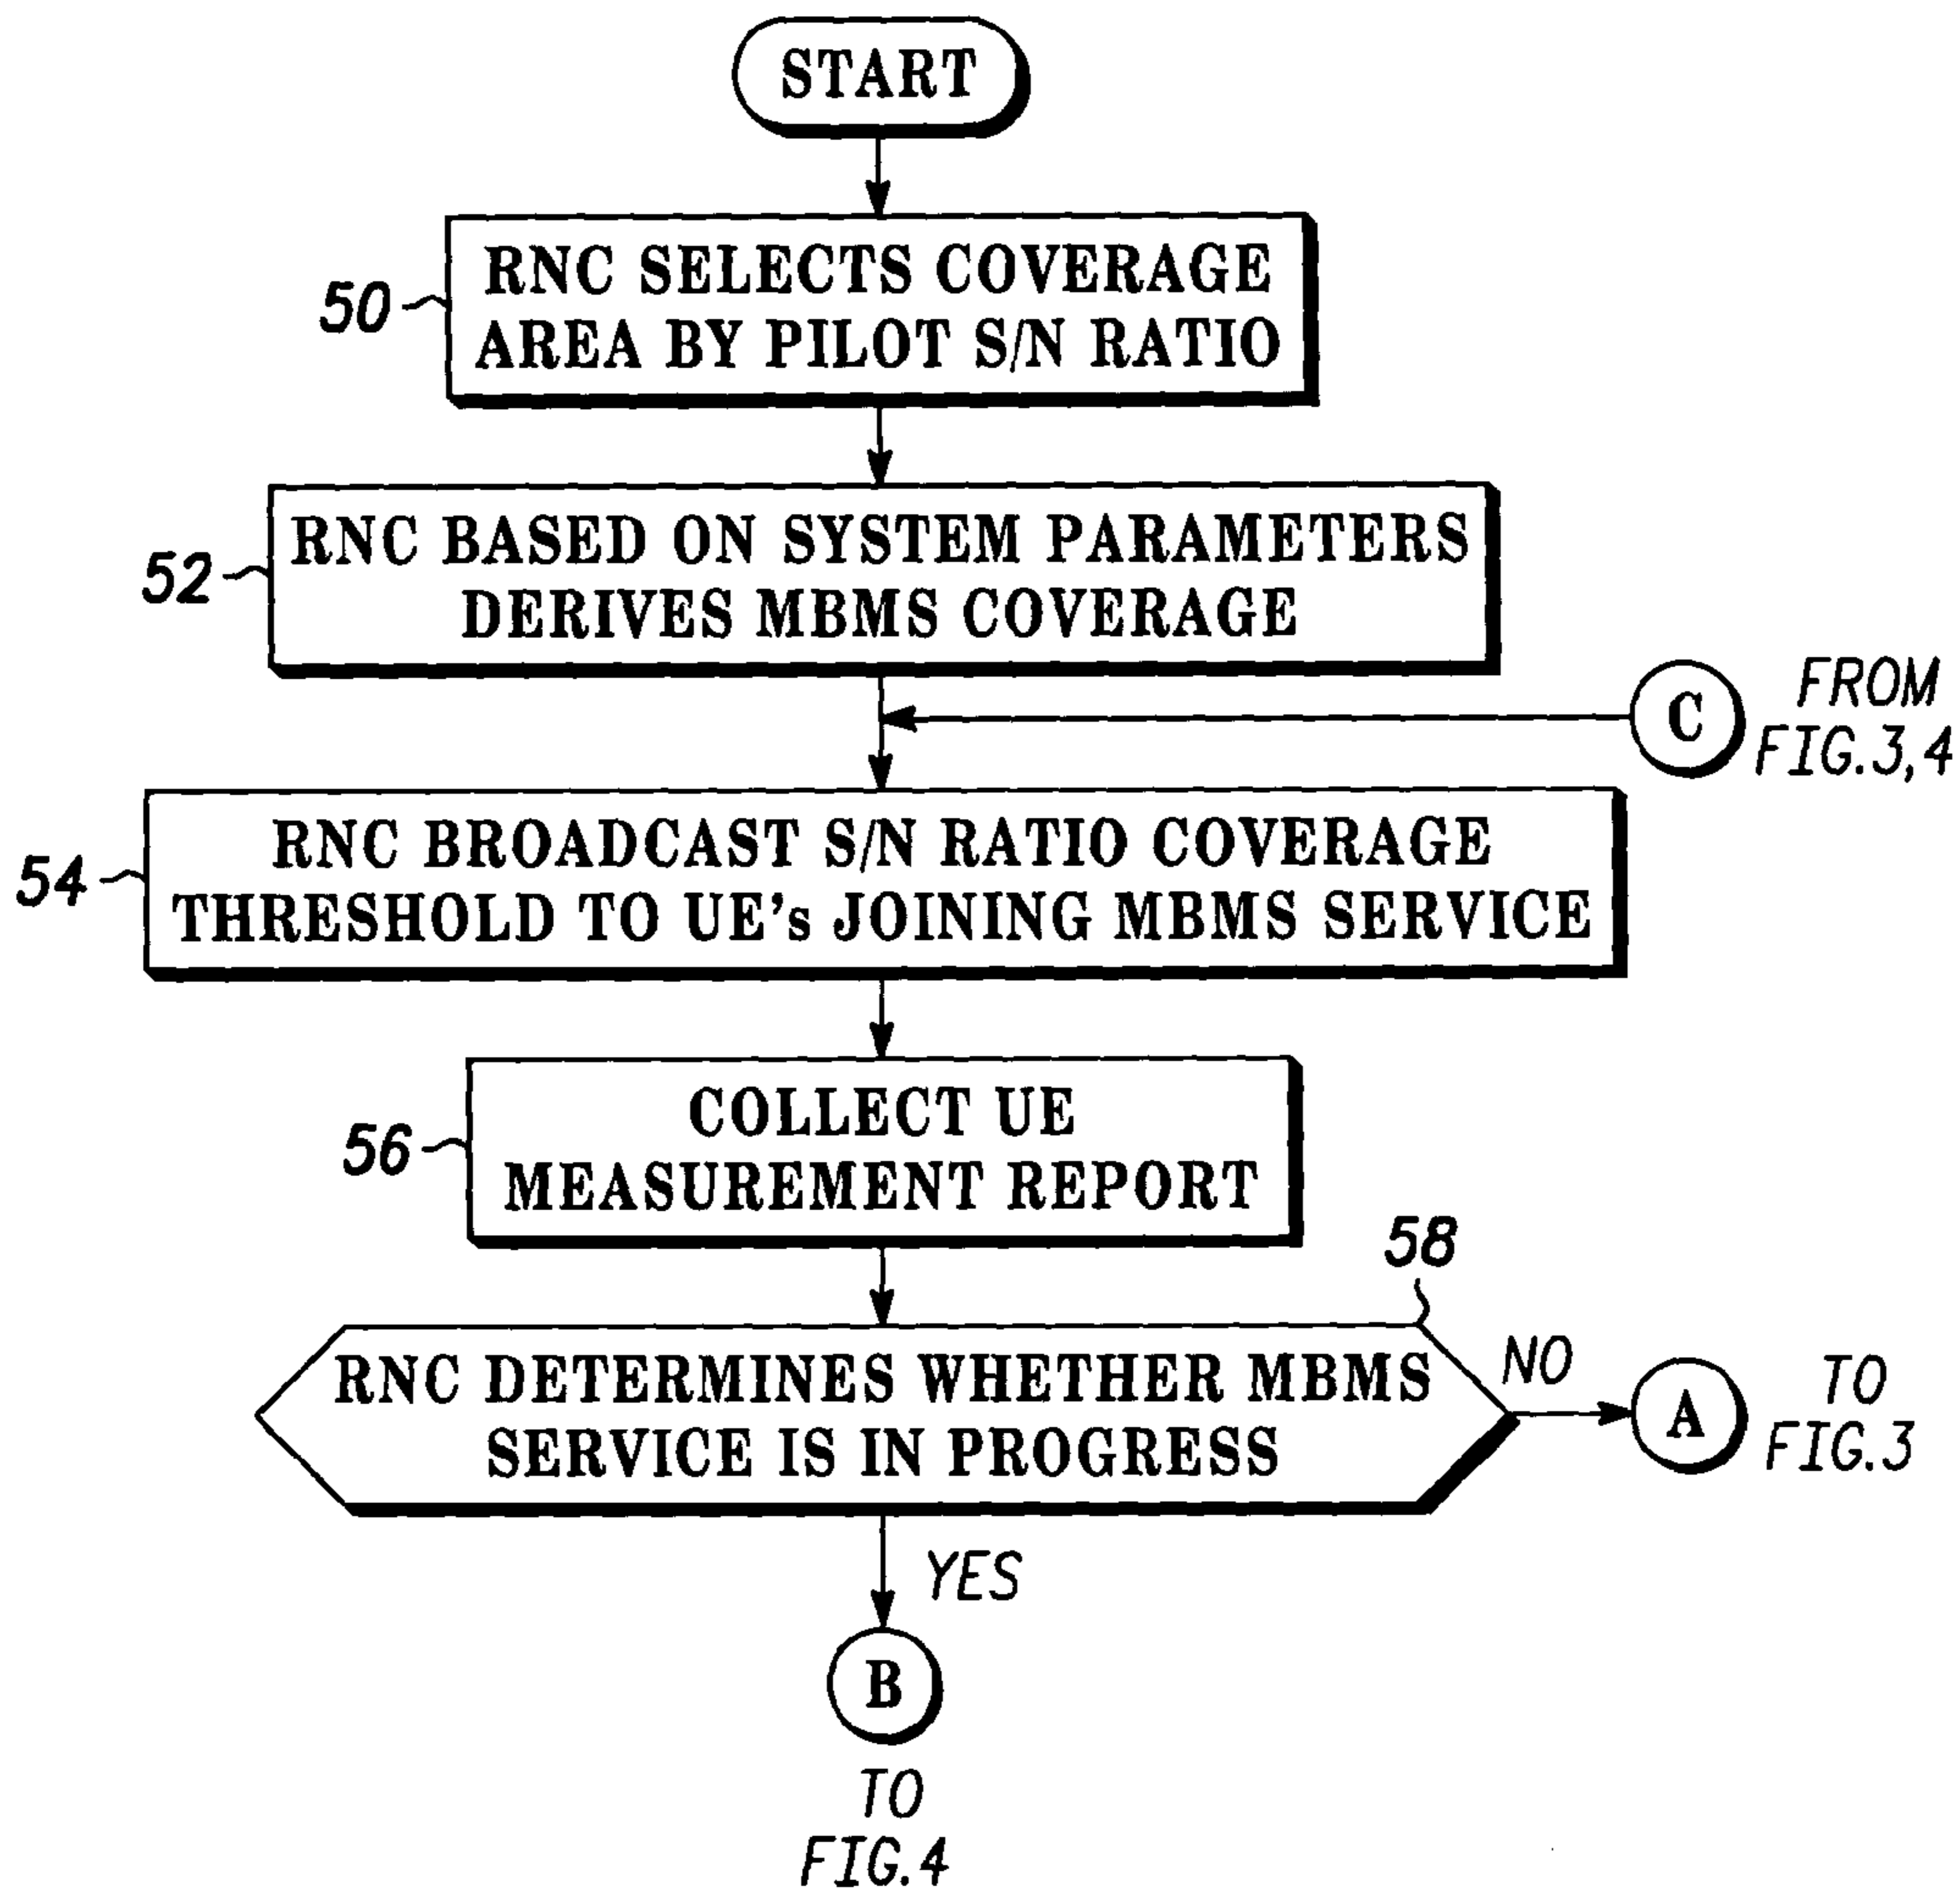 START
50
RNC SELECTS COVERAGE
AREA BY PILOT S/N RATIO
52
RNC BASED ON SYSTEM PARAMETERS
DERIVES MBMS COVERAGE
C
FROM
FIG.3,4
54
RNC BROADCAST S/N RATIO COVERAGE
THRESHOLD TO UE's JOINING MBMS SERVICE
56
COLLECT UE
MEASUREMENT REPORT
58
RNC DETERMINES WHETHER MBMS
SERVICE IS IN PROGRESS
NO
A
TO
FIG.3
YES
B
TO
FIG.4